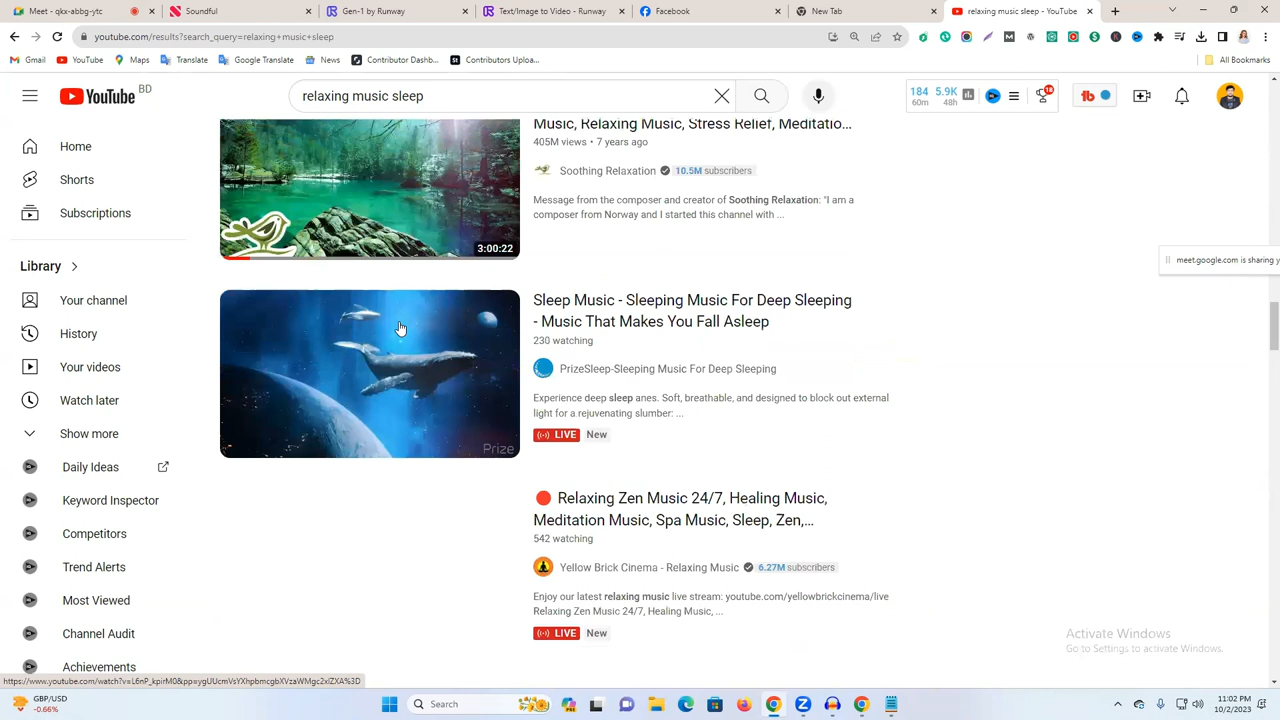 Meet - qkx-abbg-ytc
Soundful
Gen-1 by Runway
Text/Image to Video - Runway
Facebook
New Tab
relaxing music sleep - YouTube
youtube.com/results?search_query=relaxing+music+sleep
Gmail
YouTube
Maps
Translate
Google Translate
News
Contributor Dashb...
Contributors Uploa...
All Bookmarks
YouTube BD
relaxing music sleep
184 5.9K
60m 48h
18
Home
Shorts
Subscriptions
Library
Your channel
History
Your videos
Watch later
Show more
Daily Ideas
Keyword Inspector
Competitors
Trend Alerts
Most Viewed
Channel Audit
Achievements
3:00:22
Music, Relaxing Music, Stress Relief, Meditatio...
405M views • 7 years ago
Soothing Relaxation 10.5M subscribers
Message from the composer and creator of Soothing Relaxation: "I am a
composer from Norway and I started this channel with ...
meet.google.com is sharing y
Prize
Sleep Music - Sleeping Music For Deep Sleeping
- Music That Makes You Fall Asleep
230 watching
PrizeSleep-Sleeping Music For Deep Sleeping
Experience deep sleep anes. Soft, breathable, and designed to block out external
light for a rejuvenating slumber: ...
LIVE New
Relaxing Zen Music 24/7, Healing Music,
Meditation Music, Spa Music, Sleep, Zen,...
542 watching
Yellow Brick Cinema - Relaxing Music 6.27M subscribers
Enjoy our latest relaxing music live stream: youtube.com/yellowbrickcinema/live
Relaxing Zen Music 24/7, Healing Music, ...
LIVE New
Activate Windows
Go to Settings to activate Windows.
GBP/USD
-0.66%
Search
11:02 PM
10/2/2023